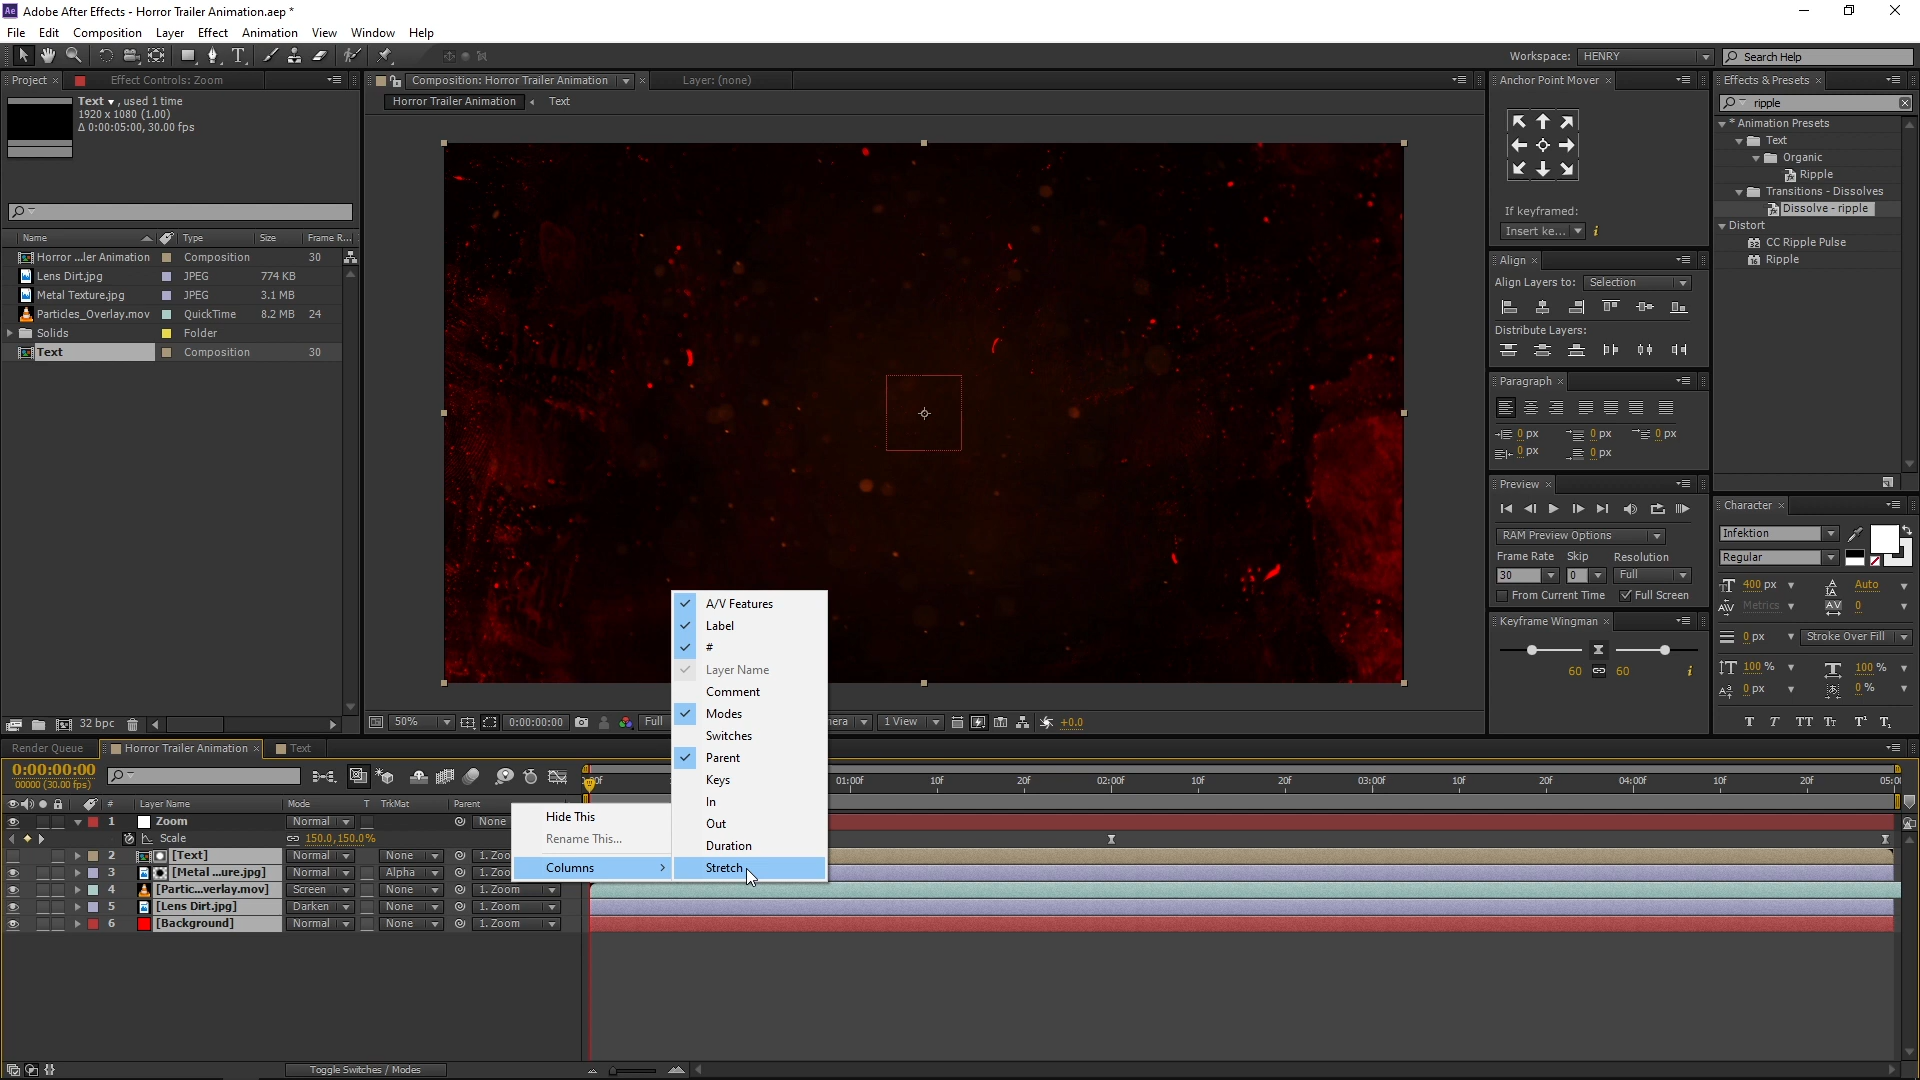 Adobe After Effects - Horror Trailer Animation.aep *
File Edit Composition Layer Effect Animation View Window Help
Workspace: HENRY Search Help
Project Effect Controls: Zoom
Composition: Horror Trailer Animation Layer: (none)
Anchor Point Mover Effects & Presets
Text , used 1 time
1920 x 1080 (1.00)
Δ 0:00:05:00, 30.00 fps
Horror Trailer Animation Text
ripple
* Animation Presets
Text
Organic
Ripple
Transitions - Dissolves
Dissolve - ripple
Distort
CC Ripple Pulse
Ripple
If keyframed:
Insert ke...
Name Type Size Frame R...
Horror ...ler Animation Composition 30
Lens Dirt.jpg JPEG 774 KB
Metal Texture.jpg JPEG 3.1 MB
Particles_Overlay.mov QuickTime 8.2 MB 24
Solids Folder
Text Composition 30
Align
Align Layers to: Selection
Distribute Layers:
Paragraph
0 px 0 px 0 px
0 px 0 px
Preview
RAM Preview Options
Frame Rate Skip Resolution
30 0 Full
From Current Time Full Screen
Keyframe Wingman
60 60
Character
Infektion
Regular
400 px Auto
Metrics 0
0 px Stroke Over Fill
100 % 100 %
0 px 0 %
T T TT Tr T¹ T₁
32 bpc
50% 0:00:00:00 Full
1 View +0.0
A/V Features
Label
#
Layer Name
Comment
Modes
Switches
Parent
Keys
In
Out
Duration
Stretch
Hide This
Rename This...
Columns
Render Queue Horror Trailer Animation Text
0:00:00:00
00000 (30.00 fps)
01:00f 10f 20f 02:00f 10f 20f 03:00f 10f 20f 04:00f 10f 20f
# Layer Name Mode T TrkMat Parent
1 Zoom Normal None
Scale 150.0,150.0%
2 [Text] Normal None 1. Zoo
3 [Metal ...ure.jpg] Normal Alpha 1. Zoo
4 [Partic...verlay.mov] Screen None 1. Zoom
5 [Lens Dirt.jpg] Darken None 1. Zoom
6 [Background] Normal None 1. Zoom
Toggle Switches / Modes